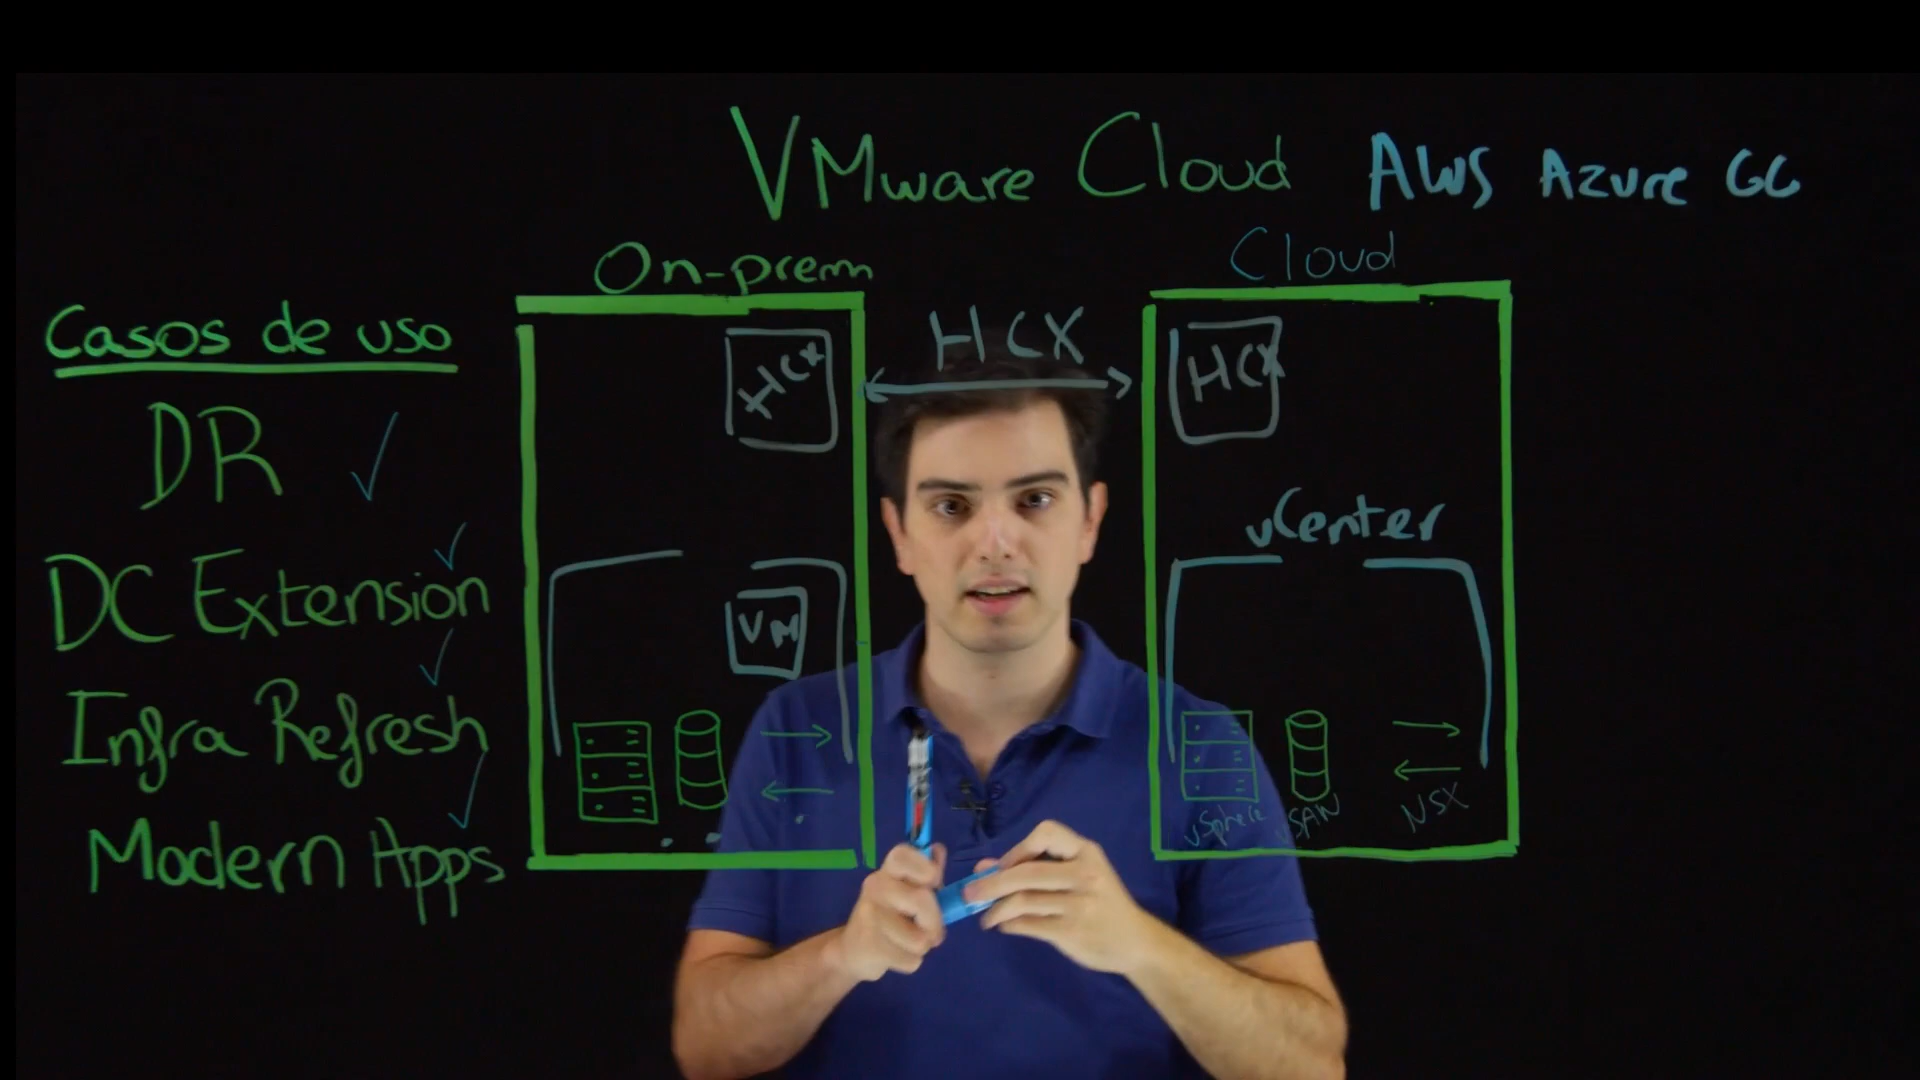 VMware Cloud AWS Azure GC
On-prem
Cloud
Casos de uso
DR
DC Extension
Infra Refresh
Modern Apps
HCX
HCX
HCX
VM
vCenter
vSphere
vSAN
NSX